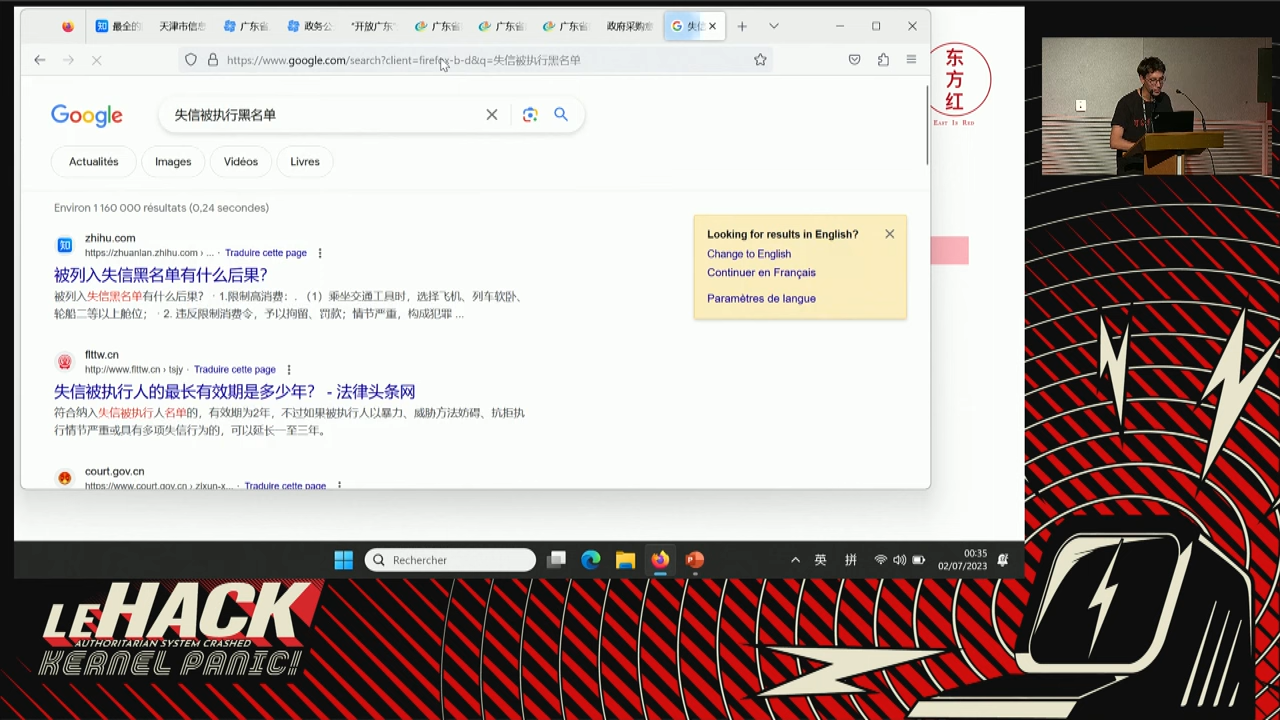 最全的
天津市信息
广东省
政务公
"开放广东"
广东省
广东省
广东省
政府采购意
失信
https://www.google.com/search?client=firefox-b-d&q=失信被执行黑名单
Google
失信被执行黑名单
Actualités
Images
Vidéos
Livres
Environ 1 160 000 résultats (0,24 secondes)
zhihu.com
https://zhuanlan.zhihu.com › ... · Traduire cette page
被列入失信黑名单有什么后果?
被列入失信黑名单有什么后果? · 1.限制高消费：. （1）乘坐交通工具时，选择飞机、列车软卧、
轮船二等以上舱位； · 2. 违反限制消费令，予以拘留、罚款；情节严重，构成犯罪 ...
flttw.cn
http://www.flttw.cn › tsjy · Traduire cette page
失信被执行人的最长有效期是多少年？ - 法律头条网
符合纳入失信被执行人名单的，有效期为2年，不过如果被执行人以暴力、威胁方法妨碍、抗拒执
行情节严重或具有多项失信行为的，可以延长一至三年。
court.gov.cn
https://www.court.gov.cn › zixun-x... · Traduire cette page
Looking for results in English?
Change to English
Continuer en Français
Paramètres de langue
东
方
红
East Is Red
Rechercher
英
拼
00:35
02/07/2023
LEHACK
AUTHORITARIAN SYSTEM CRASHED
KERNEL PANIC!